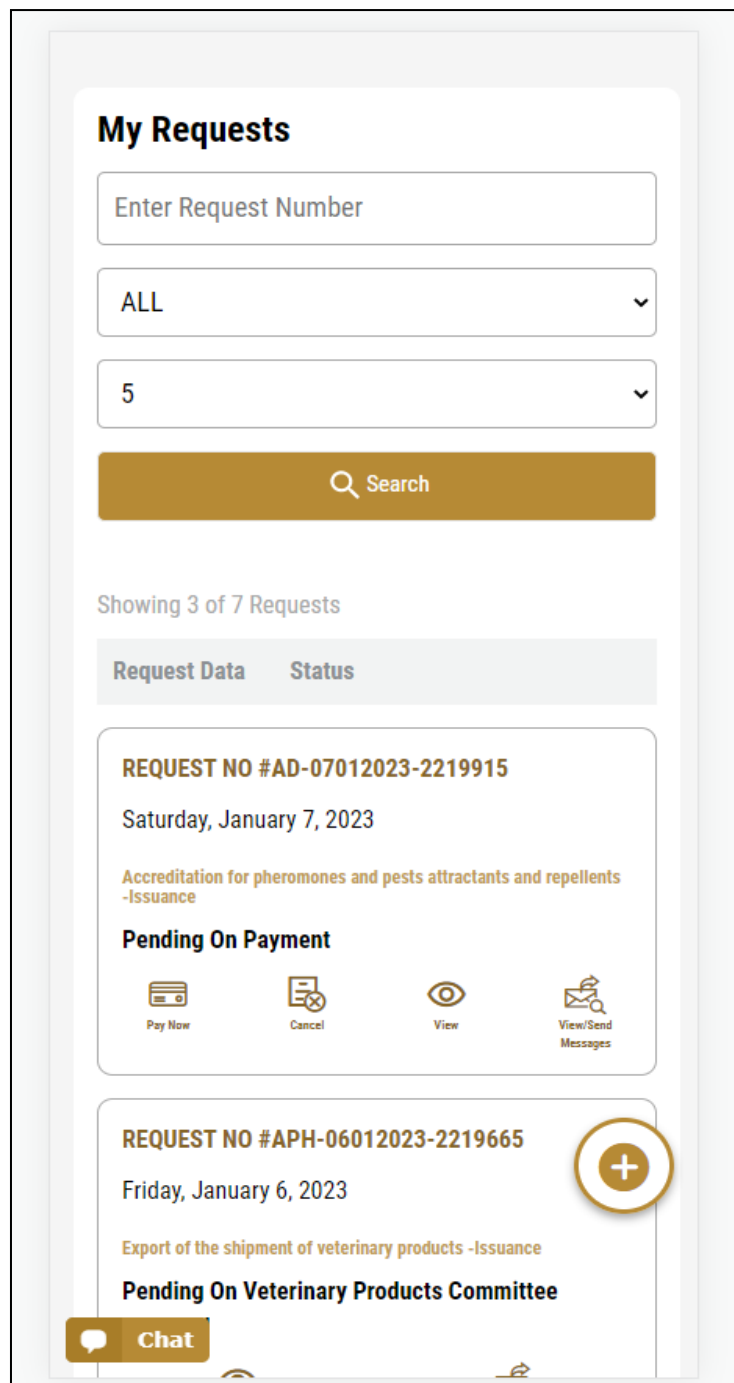 My Requests
Enter Request Number
ALL
5
Search
Showing 3 of 7 Requests
Request Data Status
REQUEST NO #AD-07012023-2219915
Saturday, January 7, 2023
Accreditation for pheromones and pests attractants and repellents
-Issuance
Pending On Payment
Pay Now Cancel View View/Send
Messages
REQUEST NO #APH-06012023-2219665
Friday, January 6, 2023
Export of the shipment of veterinary products -Issuance
Pending On Veterinary Products Committee
Chat